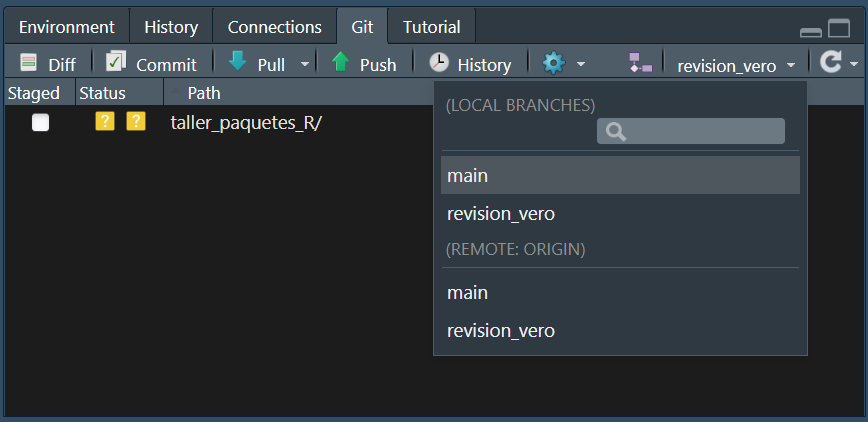 Environment History Connections Git Tutorial
Diff Commit Pull Push History revision_vero
Staged Status Path
? ? taller_paquetes_R/
(LOCAL BRANCHES)
main
revision_vero
(REMOTE: ORIGIN)
main
revision_vero